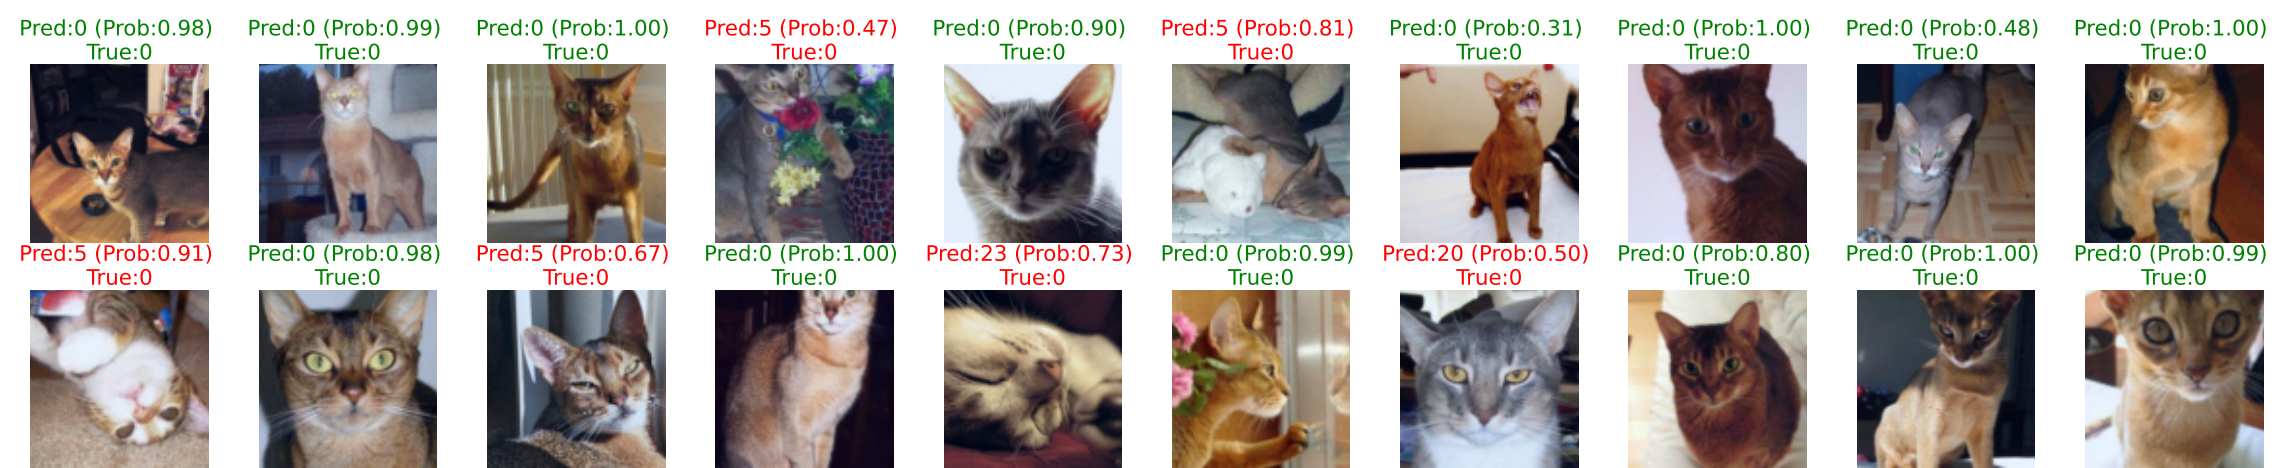 Pred:0 (Prob:0.98)
True:0
Pred:0 (Prob:0.99)
True:0
Pred:0 (Prob:1.00)
True:0
Pred:5 (Prob:0.47)
True:0
Pred:0 (Prob:0.90)
True:0
Pred:5 (Prob:0.81)
True:0
Pred:0 (Prob:0.31)
True:0
Pred:0 (Prob:1.00)
True:0
Pred:0 (Prob:0.48)
True:0
Pred:0 (Prob:1.00)
True:0
Pred:5 (Prob:0.91)
True:0
Pred:0 (Prob:0.98)
True:0
Pred:5 (Prob:0.67)
True:0
Pred:0 (Prob:1.00)
True:0
Pred:23 (Prob:0.73)
True:0
Pred:0 (Prob:0.99)
True:0
Pred:20 (Prob:0.50)
True:0
Pred:0 (Prob:0.80)
True:0
Pred:0 (Prob:1.00)
True:0
Pred:0 (Prob:0.99)
True:0